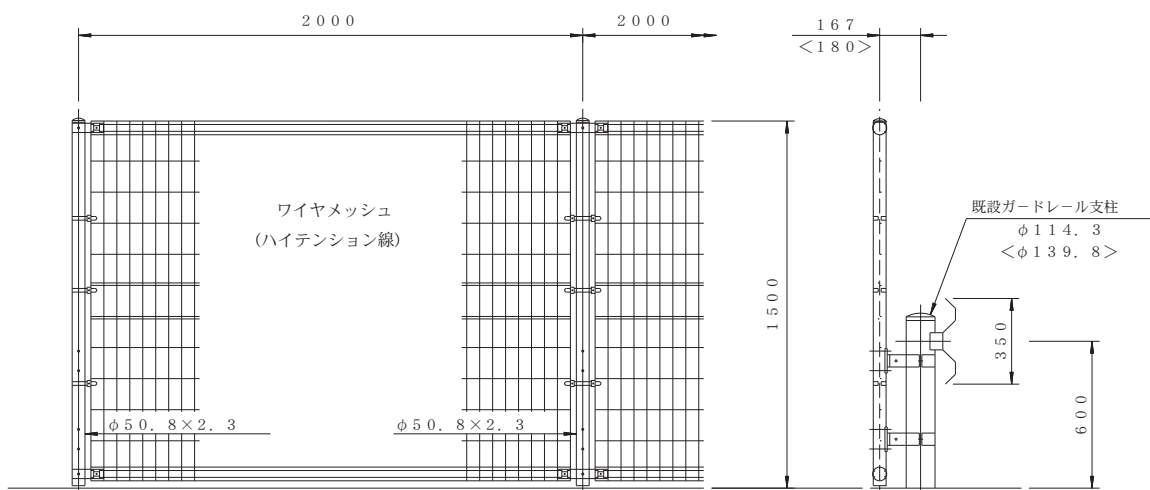 2000
2000
167
<180>
ワイヤメッシュ
(ハイテンション線)
既設ガードレール支柱
φ114.3
<φ139.8>
1500
350
600
φ50.8×2.3
φ50.8×2.3